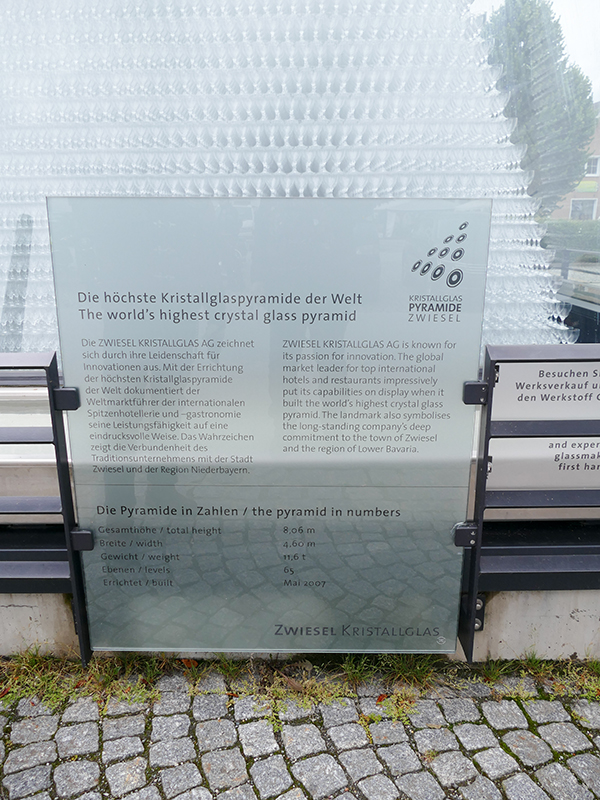 KRISTALLGLAS
PYRAMIDE
ZWIESEL
Die höchste Kristallglaspyramide der Welt
The world's highest crystal glass pyramid
Die ZWIESEL KRISTALLGLAS AG zeichnet
sich durch ihre Leidenschaft für
Innovationen aus. Mit der Errichtung
der höchsten Kristallglaspyramide
der Welt dokumentiert der
Weltmarktführer der internationalen
Spitzenhotellerie und –gastronomie
seine Leistungsfähigkeit auf eine
eindrucksvolle Weise. Das Wahrzeichen
zeigt die Verbundenheit des
Traditionsunternehmens mit der Stadt
Zwiesel und der Region Niederbayern.
ZWIESEL KRISTALLGLAS AG is known for
its passion for innovation. The global
market leader for top international
hotels and restaurants impressively
put its capabilities on display when it
built the world's highest crystal glass
pyramid. The landmark also symbolises
the long-standing company's deep
commitment to the town of Zwiesel
and the region of Lower Bavaria.
Die Pyramide in Zahlen / the pyramid in numbers
Gesamthöhe / total height 8,06 m
Breite / width 4,60 m
Gewicht / weight 11,6 t
Ebenen / levels 65
Errichtet / built Mai 2007
ZWIESEL KRISTALLGLAS
Besuchen
Werksverkauf
den Werkstoff
and
glassma
first